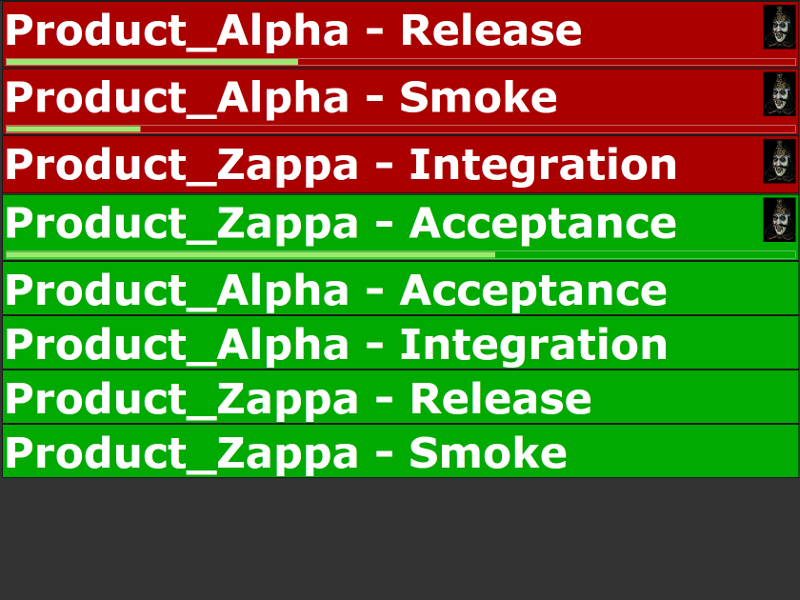 Product_Alpha - Release
Product_Alpha - Smoke
Product_Zappa - Integration
Product_Zappa - Acceptance
Product_Alpha - Acceptance
Product_Alpha - Integration
Product_Zappa - Release
Product_Zappa - Smoke